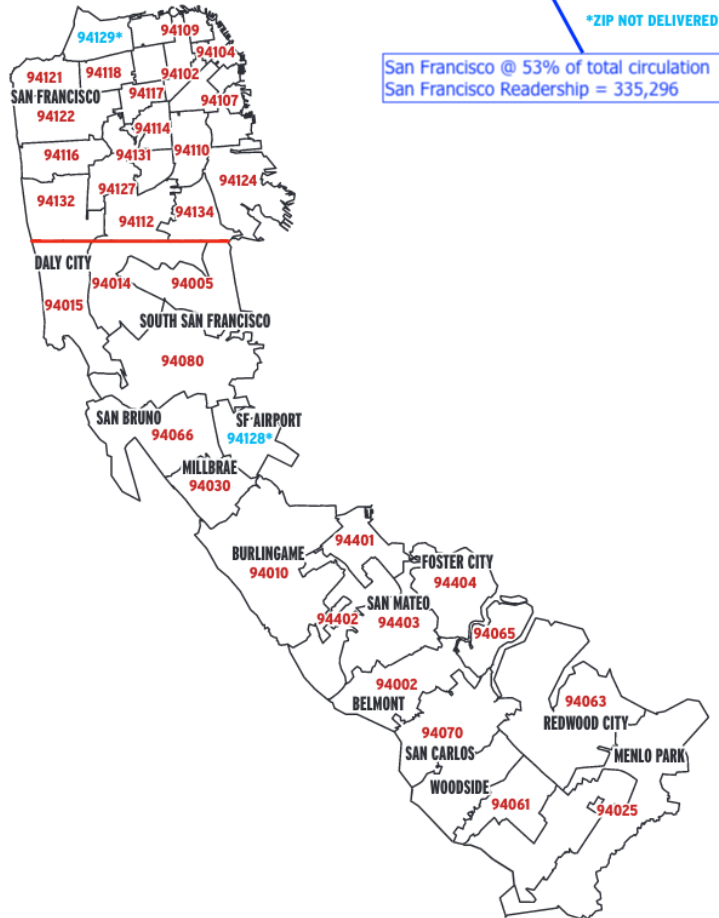 *ZIP NOT DELIVERED
San Francisco @ 53% of total circulation
San Francisco Readership = 335,296
94129*
94109
94104
94121
94118
94102
SAN FRANCISCO
94117
94107
94122
94114
94116
94131
94110
94127
94124
94132
94112
94134
DALY CITY
94014
94005
94015
SOUTH SAN FRANCISCO
94080
SAN BRUNO
SF AIRPORT
94066
94128*
MILLBRAE
94030
94401
BURLINGAME
94010
FOSTER CITY
94404
SAN MATEO
94402
94403
94065
94002
BELMONT
94063
REDWOOD CITY
94070
SAN CARLOS
MENLO PARK
WOODSIDE
94061
94025